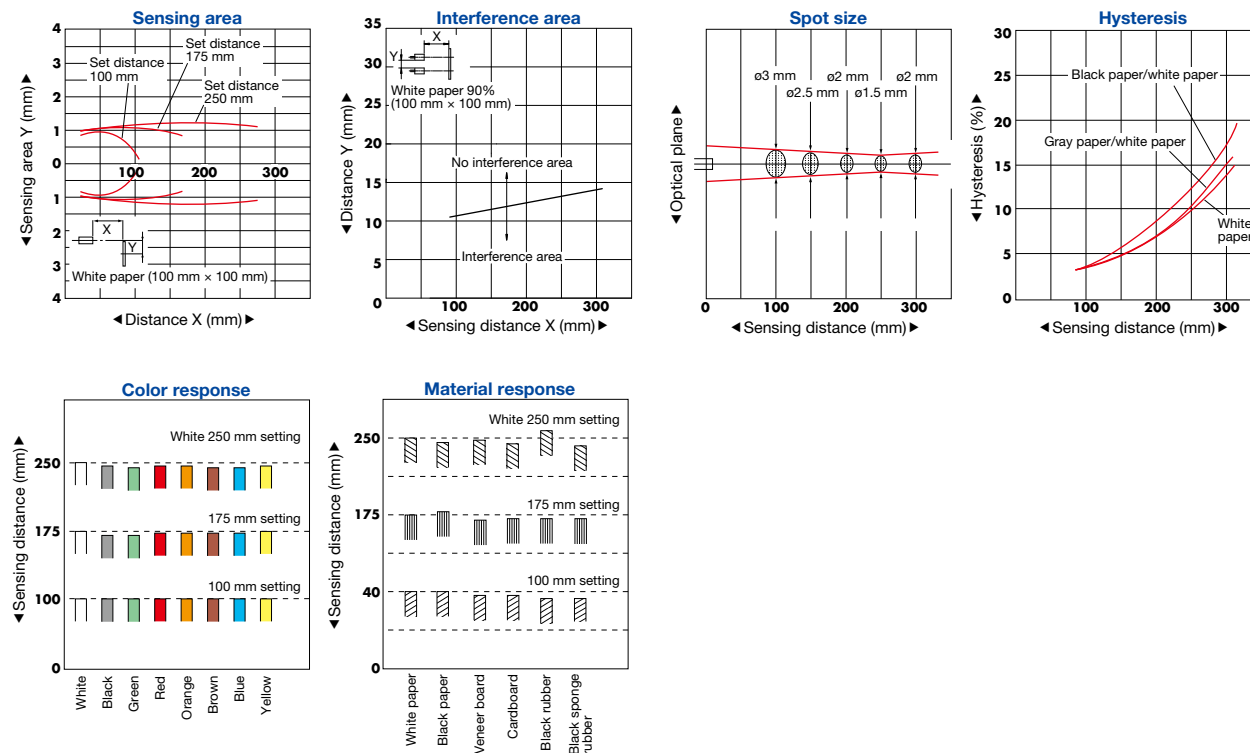 Sensing area
◄Sensing area Y (mm)►
4
3
2
1
0
1
2
3
4
100
200
300
Set distance
175 mm
Set distance
100 mm
Set distance
250 mm
X
Y
White paper (100 mm × 100 mm)
◄Distance X (mm)►
Interference area
◄Distance Y (mm)►
35
30
25
20
15
10
5
0
X
Y
White paper 90%
(100 mm × 100 mm)
No interference area
Interference area
100
200
300
◄Sensing distance X (mm)►
Spot size
◄Optical plane►
ø3 mm
ø2 mm
ø2 mm
ø2.5 mm
ø1.5 mm
0
100
150
200
250
300
◄Sensing distance (mm)►
Hysteresis
◄Hysteresis (%)►
30
25
20
15
10
5
0
Black paper/white paper
Gray paper/white paper
White
paper
100
200
300
◄Sensing distance (mm)►
Color response
◄Sensing distance (mm)►
White 250 mm setting
250
175 mm setting
175
100 mm setting
100
0
White
Black
Green
Red
Orange
Brown
Blue
Yellow
Material response
◄Sensing distance (mm)►
White 250 mm setting
250
175 mm setting
175
100 mm setting
40
0
White paper
Black paper
Veneer board
Cardboard
Black rubber
Black sponge
rubber